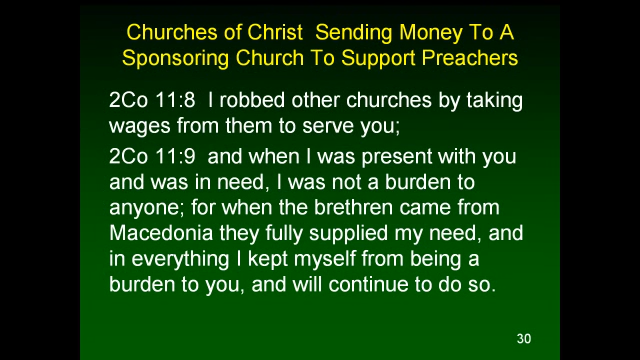 Churches of Christ  Sending Money To A
Sponsoring Church To Support Preachers
2Co 11:8  I robbed other churches by taking
wages from them to serve you;
2Co 11:9  and when I was present with you
and was in need, I was not a burden to
anyone; for when the brethren came from
Macedonia they fully supplied my need, and
in everything I kept myself from being a
burden to you, and will continue to do so.
30